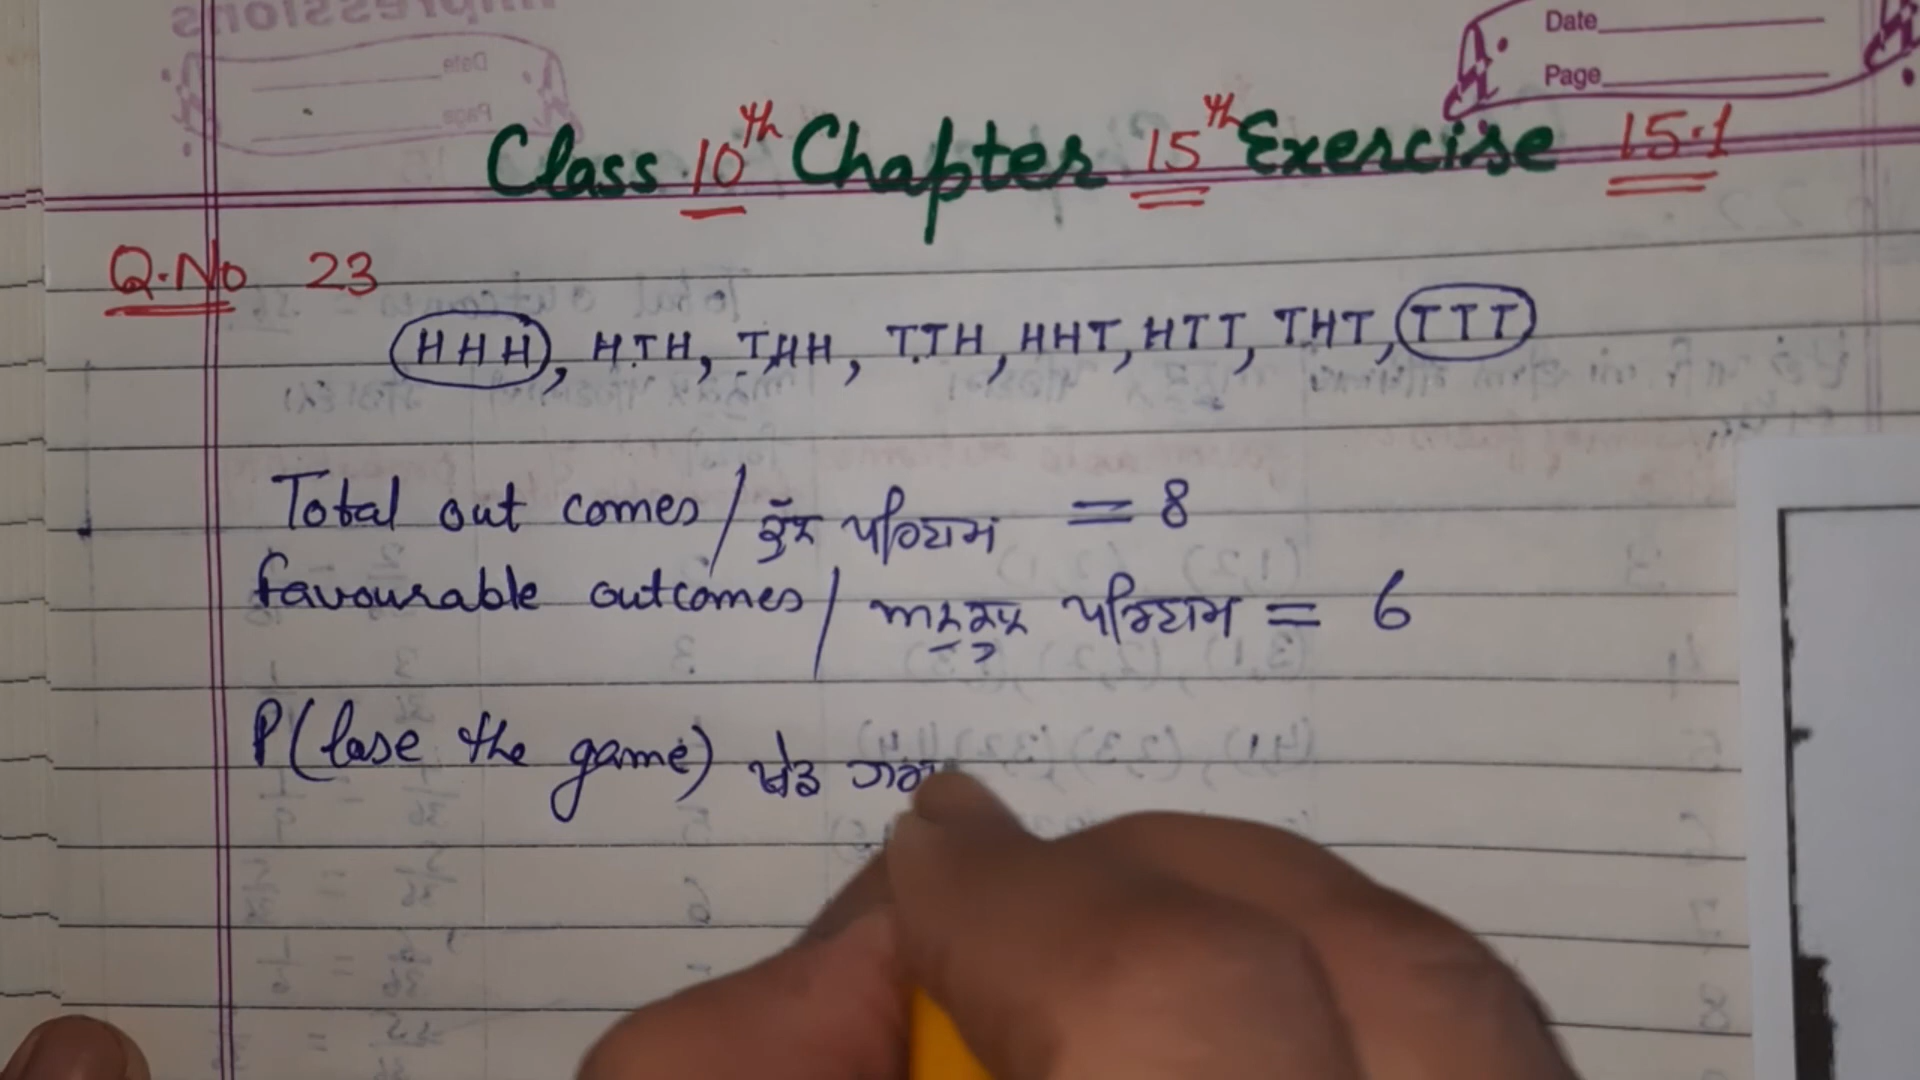 Date
Page
Class 10th Chapter 15th Exercise 15.1
Q.No 23
HHH, HTH, THH, TTH, HHT, HTT, THT, TTT
Total out comes / ਕੁੱਲ ਪਰਿਣਾਮ = 8
favourable outcomes / ਅਨੁਕੂਲ ਪਰਿਣਾਮ = 6
P(lose the game) ਖੇਡ